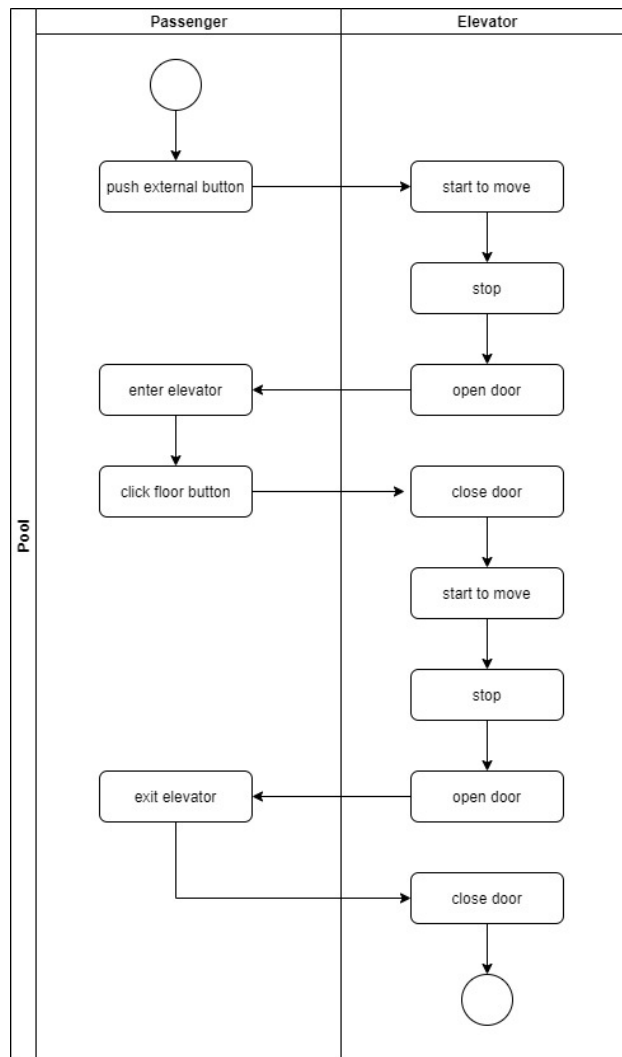 Passenger
Elevator
push external button
start to move
stop
enter elevator
open door
click floor button
close door
Pool
start to move
stop
exit elevator
open door
close door